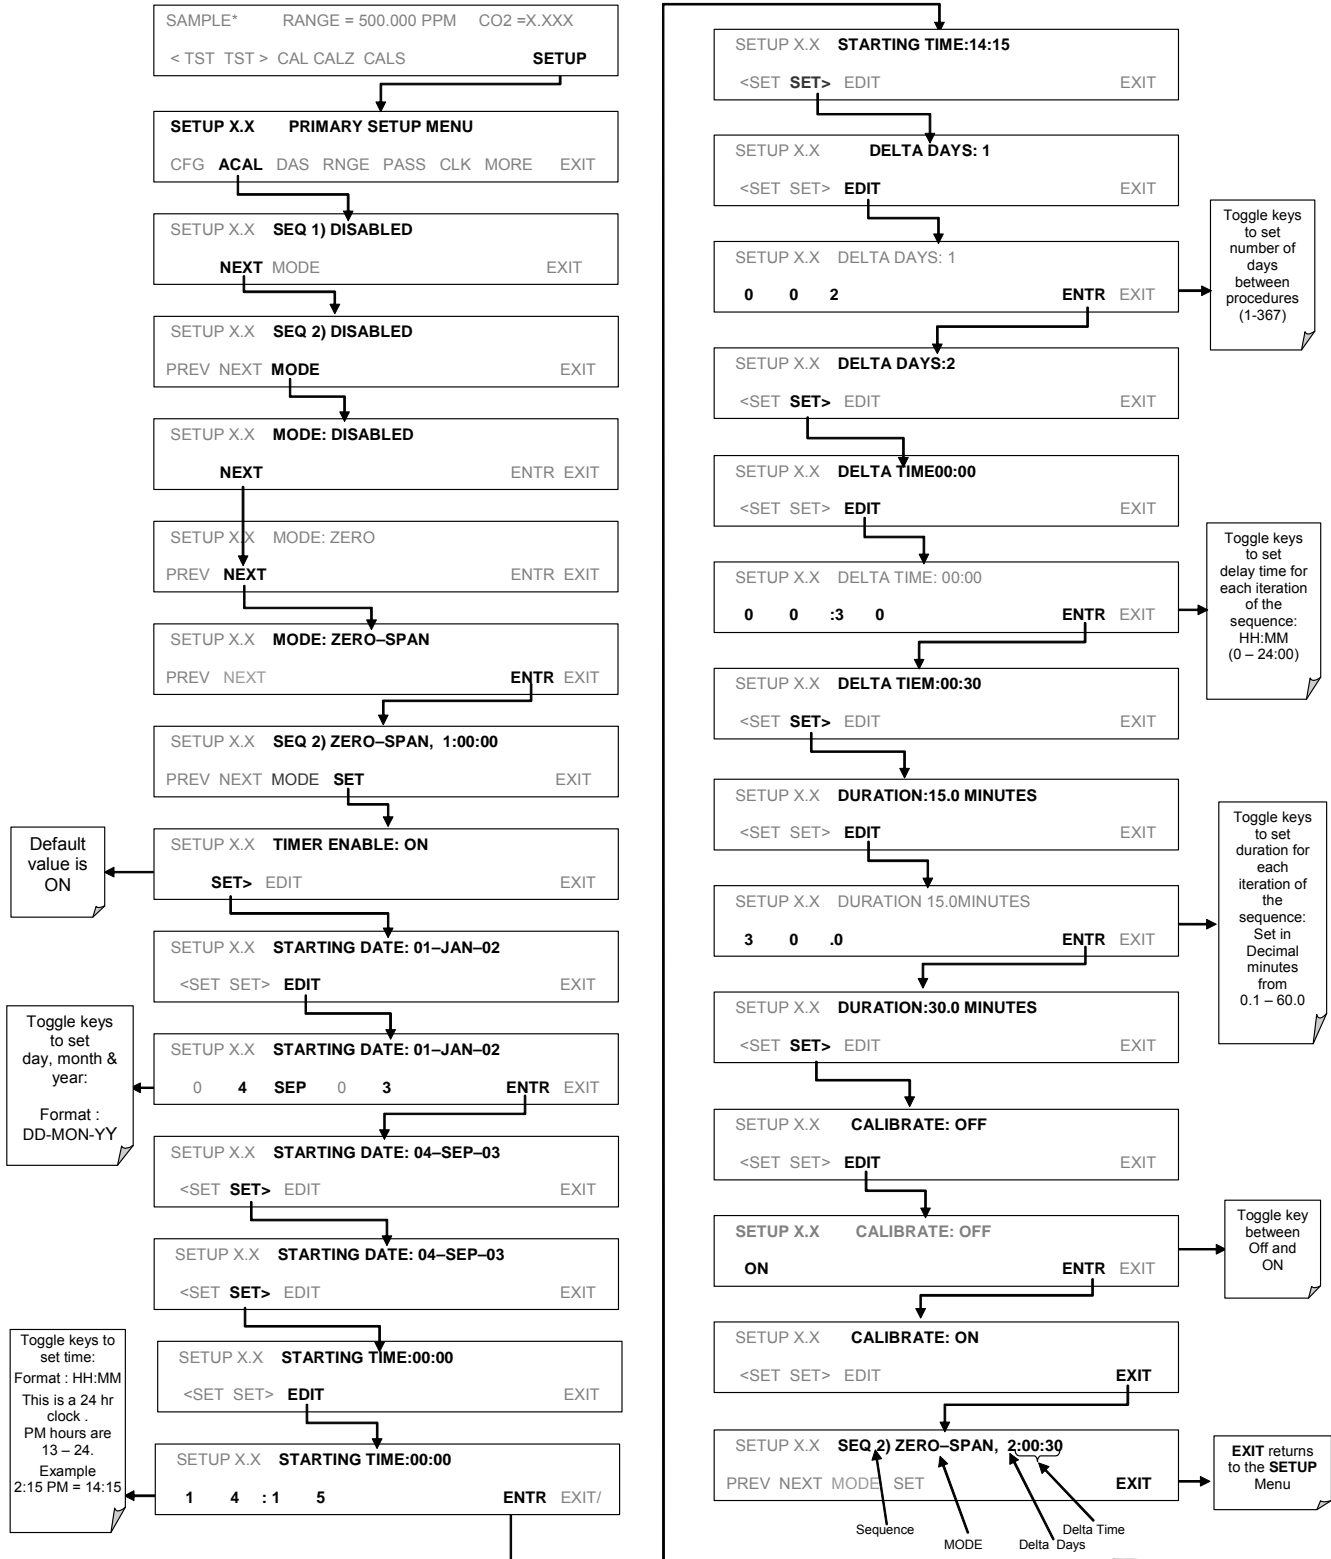 SAMPLE* RANGE = 500.000 PPM CO2 =X.XXX
< TST TST > CAL CALZ CALS SETUP
SETUP X.X PRIMARY SETUP MENU
CFG ACAL DAS RNGE PASS CLK MORE EXIT
SETUP X.X SEQ 1) DISABLED
NEXT MODE EXIT
SETUP X.X SEQ 2) DISABLED
PREV NEXT MODE EXIT
SETUP X.X MODE: DISABLED
NEXT ENTR EXIT
SETUP X.X MODE: ZERO
PREV NEXT ENTR EXIT
SETUP X.X MODE: ZERO–SPAN
PREV NEXT ENTR EXIT
SETUP X.X SEQ 2) ZERO–SPAN, 1:00:00
PREV NEXT MODE SET EXIT
Default
value is
ON
SETUP X.X TIMER ENABLE: ON
SET> EDIT EXIT
SETUP X.X STARTING DATE: 01–JAN–02
<SET SET> EDIT EXIT
Toggle keys
to set
day, month &
year:
Format :
DD-MON-YY
SETUP X.X STARTING DATE: 01–JAN–02
0 4 SEP 0 3 ENTR EXIT
SETUP X.X STARTING DATE: 04–SEP–03
<SET SET> EDIT EXIT
SETUP X.X STARTING DATE: 04–SEP–03
<SET SET> EDIT EXIT
Toggle keys to
set time:
Format : HH:MM
This is a 24 hr
clock .
PM hours are
13 – 24.
Example
2:15 PM = 14:15
SETUP X.X STARTING TIME:00:00
<SET SET> EDIT EXIT
SETUP X.X STARTING TIME:00:00
1 4 : 1 5 ENTR EXIT/
SETUP X.X STARTING TIME:14:15
<SET SET> EDIT EXIT
SETUP X.X DELTA DAYS: 1
<SET SET> EDIT EXIT
SETUP X.X DELTA DAYS: 1
0 0 2 ENTR EXIT
Toggle keys
to set
number of
days
between
procedures
(1-367)
SETUP X.X DELTA DAYS:2
<SET SET> EDIT EXIT
SETUP X.X DELTA TIME00:00
<SET SET> EDIT EXIT
SETUP X.X DELTA TIME: 00:00
0 0 :3 0 ENTR EXIT
Toggle keys
to set
delay time for
each iteration
of the
sequence:
HH:MM
(0 – 24:00)
SETUP X.X DELTA TIEM:00:30
<SET SET> EDIT EXIT
SETUP X.X DURATION:15.0 MINUTES
<SET SET> EDIT EXIT
SETUP X.X DURATION 15.0MINUTES
3 0 .0 ENTR EXIT
Toggle keys
to set
duration for
each
iteration of
the
sequence:
Set in
Decimal
minutes
from
0.1 – 60.0
SETUP X.X DURATION:30.0 MINUTES
<SET SET> EDIT EXIT
SETUP X.X CALIBRATE: OFF
<SET SET> EDIT EXIT
SETUP X.X CALIBRATE: OFF
ON ENTR EXIT
Toggle key
between
Off and
ON
SETUP X.X CALIBRATE: ON
<SET SET> EDIT EXIT
SETUP X.X SEQ 2) ZERO–SPAN, 2:00:30
PREV NEXT MODE SET EXIT
EXIT returns
to the SETUP
Menu
Sequence
MODE
Delta Days
Delta Time